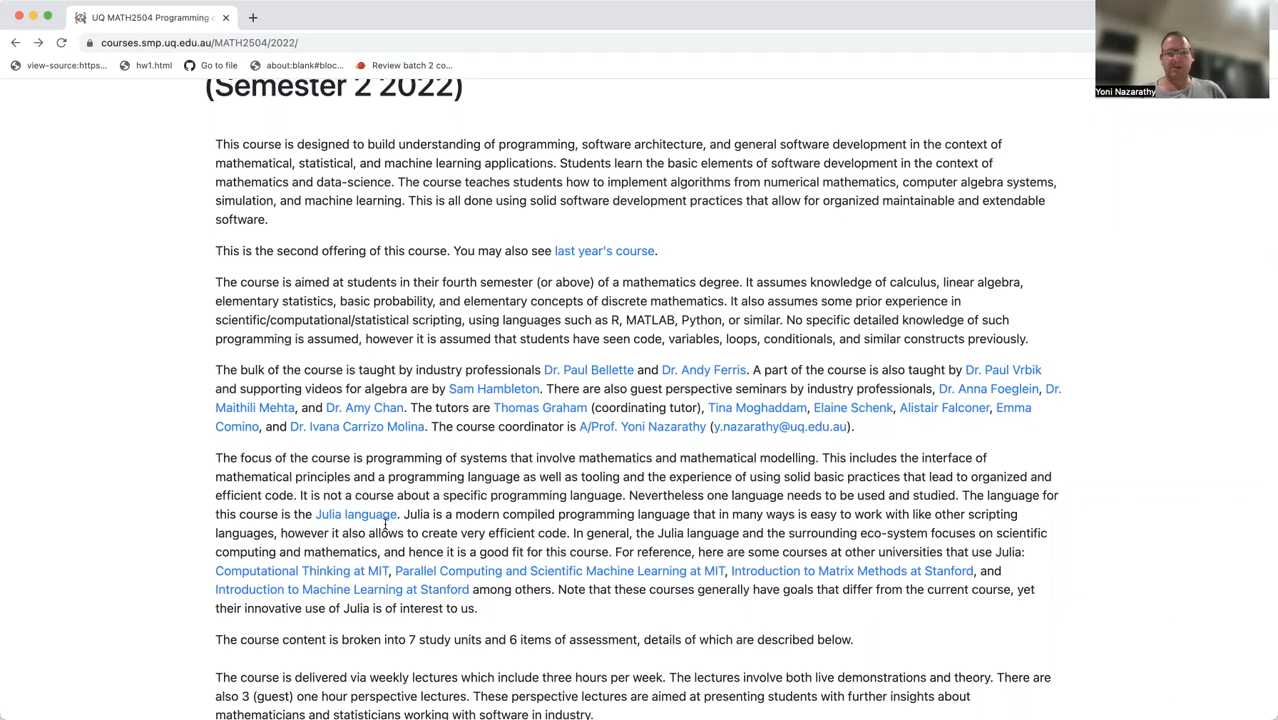 UQ MATH2504 Programming
courses.smp.uq.edu.au/MATH2504/2022/
view-source:https... hw1.html Go to file about:blank#bloc... Review batch 2 co...
Yoni Nazarathy
(Semester 2 2022)
This course is designed to build understanding of programming, software architecture, and general software development in the context of
mathematical, statistical, and machine learning applications. Students learn the basic elements of software development in the context of
mathematics and data-science. The course teaches students how to implement algorithms from numerical mathematics, computer algebra systems,
simulation, and machine learning. This is all done using solid software development practices that allow for organized maintainable and extendable
software.
This is the second offering of this course. You may also see last year's course.
The course is aimed at students in their fourth semester (or above) of a mathematics degree. It assumes knowledge of calculus, linear algebra,
elementary statistics, basic probability, and elementary concepts of discrete mathematics. It also assumes some prior experience in
scientific/computational/statistical scripting, using languages such as R, MATLAB, Python, or similar. No specific detailed knowledge of such
programming is assumed, however it is assumed that students have seen code, variables, loops, conditionals, and similar constructs previously.
The bulk of the course is taught by industry professionals Dr. Paul Bellette and Dr. Andy Ferris. A part of the course is also taught by Dr. Paul Vrbik
and supporting videos for algebra are by Sam Hambleton. There are also guest perspective seminars by industry professionals, Dr. Anna Foeglein, Dr.
Maithili Mehta, and Dr. Amy Chan. The tutors are Thomas Graham (coordinating tutor), Tina Moghaddam, Elaine Schenk, Alistair Falconer, Emma
Comino, and Dr. Ivana Carrizo Molina. The course coordinator is A/Prof. Yoni Nazarathy (y.nazarathy@uq.edu.au).
The focus of the course is programming of systems that involve mathematics and mathematical modelling. This includes the interface of
mathematical principles and a programming language as well as tooling and the experience of using solid basic practices that lead to organized and
efficient code. It is not a course about a specific programming language. Nevertheless one language needs to be used and studied. The language for
this course is the Julia language. Julia is a modern compiled programming language that in many ways is easy to work with like other scripting
languages, however it also allows to create very efficient code. In general, the Julia language and the surrounding eco-system focuses on scientific
computing and mathematics, and hence it is a good fit for this course. For reference, here are some courses at other universities that use Julia:
Computational Thinking at MIT, Parallel Computing and Scientific Machine Learning at MIT, Introduction to Matrix Methods at Stanford, and
Introduction to Machine Learning at Stanford among others. Note that these courses generally have goals that differ from the current course, yet
their innovative use of Julia is of interest to us.
The course content is broken into 7 study units and 6 items of assessment, details of which are described below.
The course is delivered via weekly lectures which include three hours per week. The lectures involve both live demonstrations and theory. There are
also 3 (guest) one hour perspective lectures. These perspective lectures are aimed at presenting students with further insights about
mathematicians and statisticians working with software in industry.